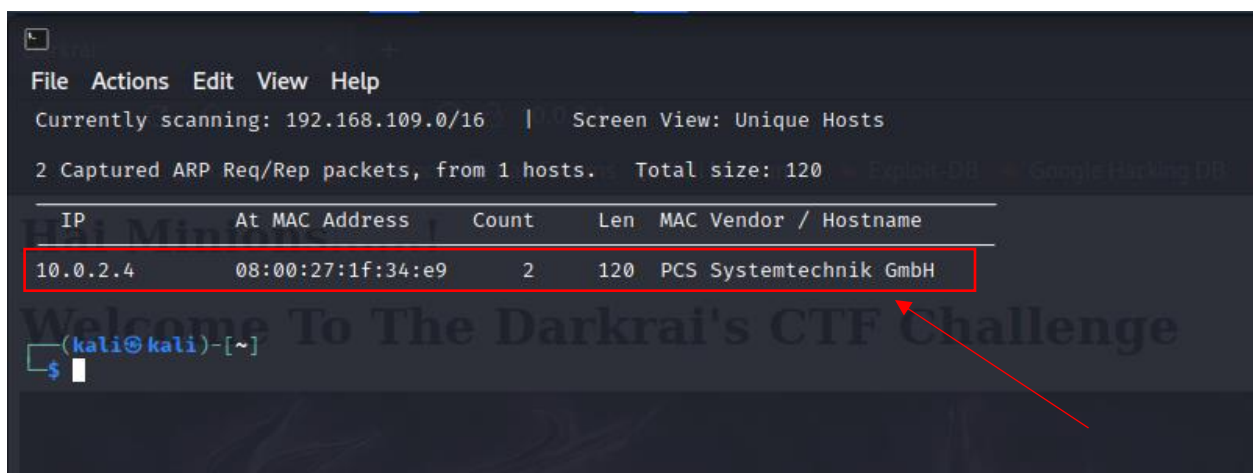 File Actions Edit View Help
Currently scanning: 192.168.109.0/16 | Screen View: Unique Hosts
2 Captured ARP Req/Rep packets, from 1 hosts. Total size: 120
Exploit-DB Google Hacking DB
IP At MAC Address Count Len MAC Vendor / Hostname
Hai Minions......!
10.0.2.4 08:00:27:1f:34:e9 2 120 PCS Systemtechnik GmbH
Welcome To The Darkrai's CTF Challenge
┌──(kali㉿kali)-[~]
└─$